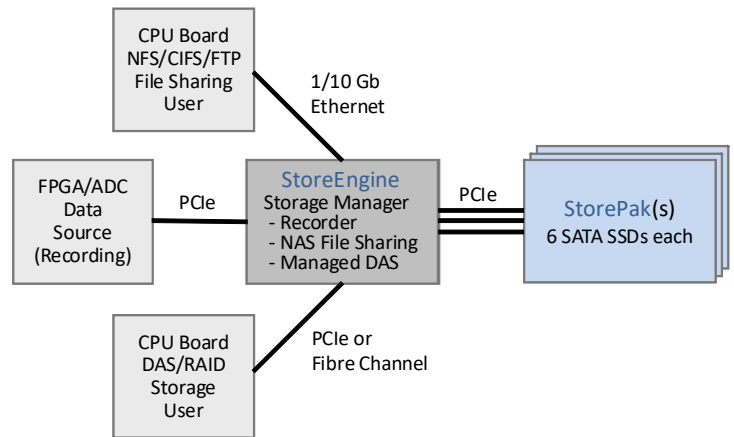 CPU Board
NFS/CIFS/FTP
File Sharing
User
1/10 Gb
Ethernet
FPGA/ADC
Data
Source
(Recording)
PCIe
StoreEngine
Storage Manager
- Recorder
- NAS File Sharing
- Managed DAS
PCIe
StorePak(s)
6 SATA SSDs each
CPU Board
DAS/RAID
Storage
User
PCIe or
Fibre Channel